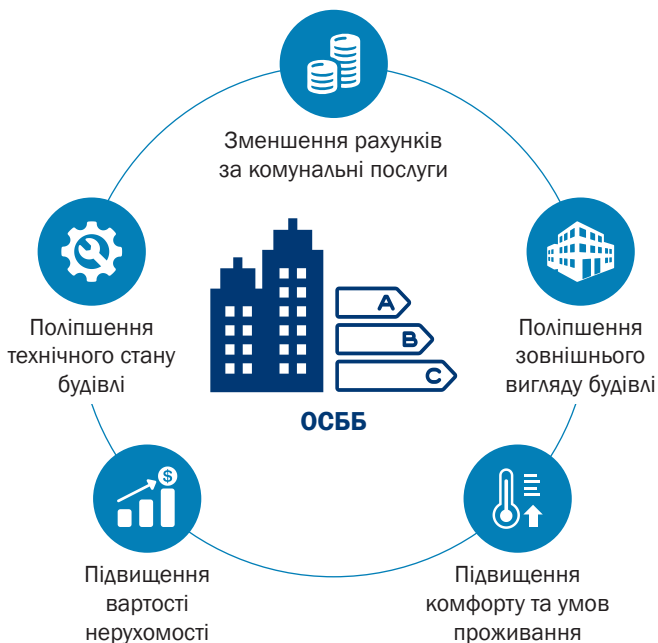 Зменшення рахунків
за комунальні послуги
Поліпшення
технічного стану
будівлі
A
B
C
ОСББ
Поліпшення
зовнішнього
вигляду будівлі
$
Підвищення
вартості
нерухомості
Підвищення
комфорту та умов
проживання